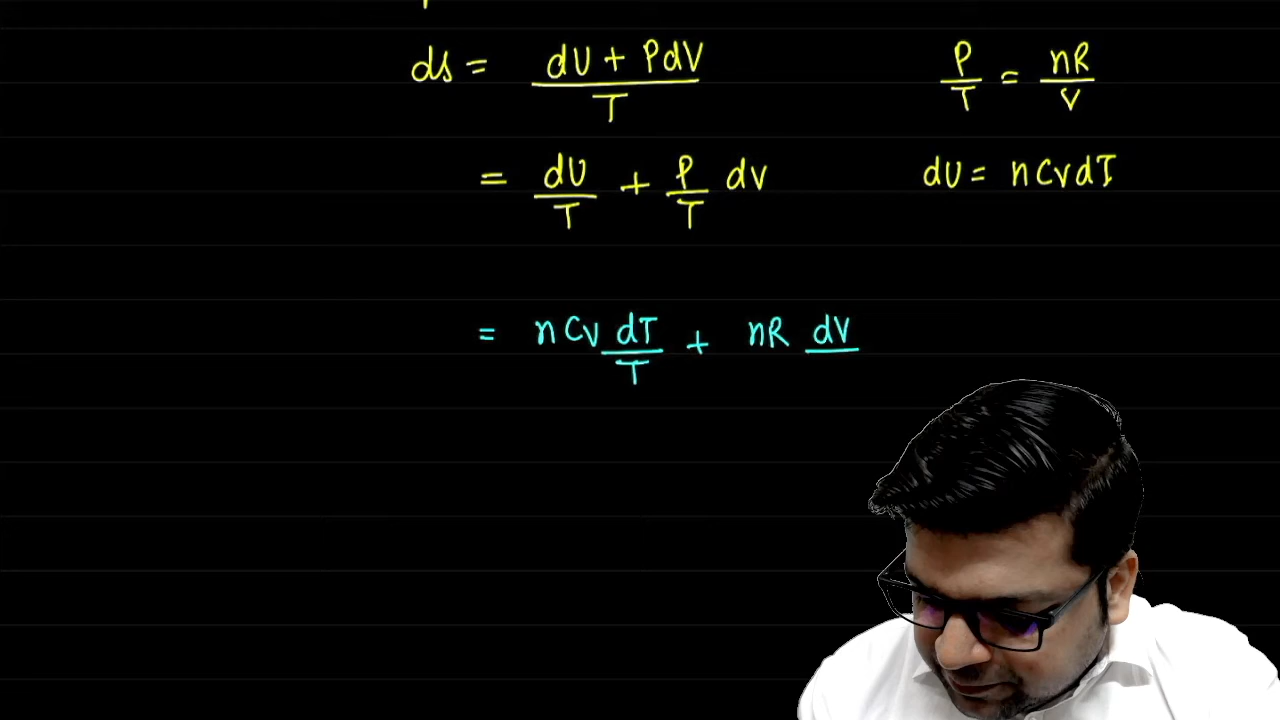 ds = dU + PdV / T
P/T = nR/V
= dU/T + P/T dv
dU = nCvdT
= nCv dT/T + nR dV